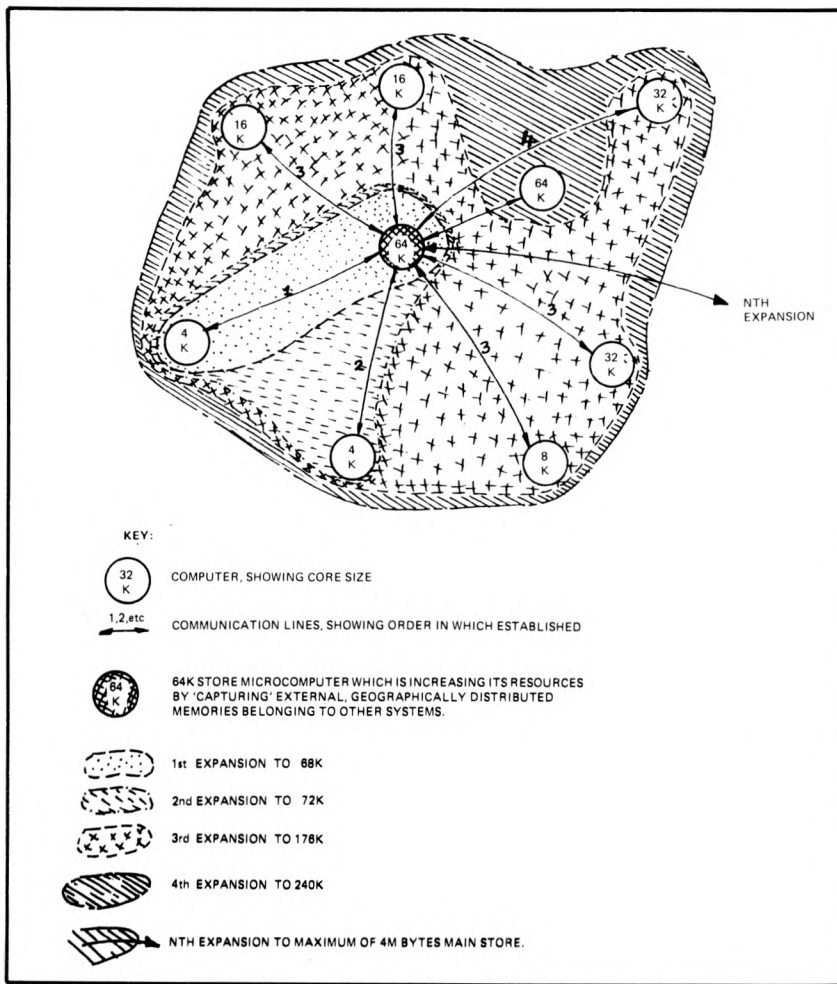 16
K
32
K
16
K
4
3
3
64
K
64
K
1
NTH
EXPANSION
3
4
K
3
2
32
K
4
K
8
K
KEY:
32
K
COMPUTER, SHOWING CORE SIZE
1,2,etc
COMMUNICATION LINES, SHOWING ORDER IN WHICH ESTABLISHED
64
K
64K STORE MICROCOMPUTER WHICH IS INCREASING ITS RESOURCES
BY 'CAPTURING' EXTERNAL, GEOGRAPHICALLY DISTRIBUTED
MEMORIES BELONGING TO OTHER SYSTEMS.
1st EXPANSION TO 68K
2nd EXPANSION TO 72K
3rd EXPANSION TO 176K
4th EXPANSION TO 240K
NTH EXPANSION TO MAXIMUM OF 4M BYTES MAIN STORE.